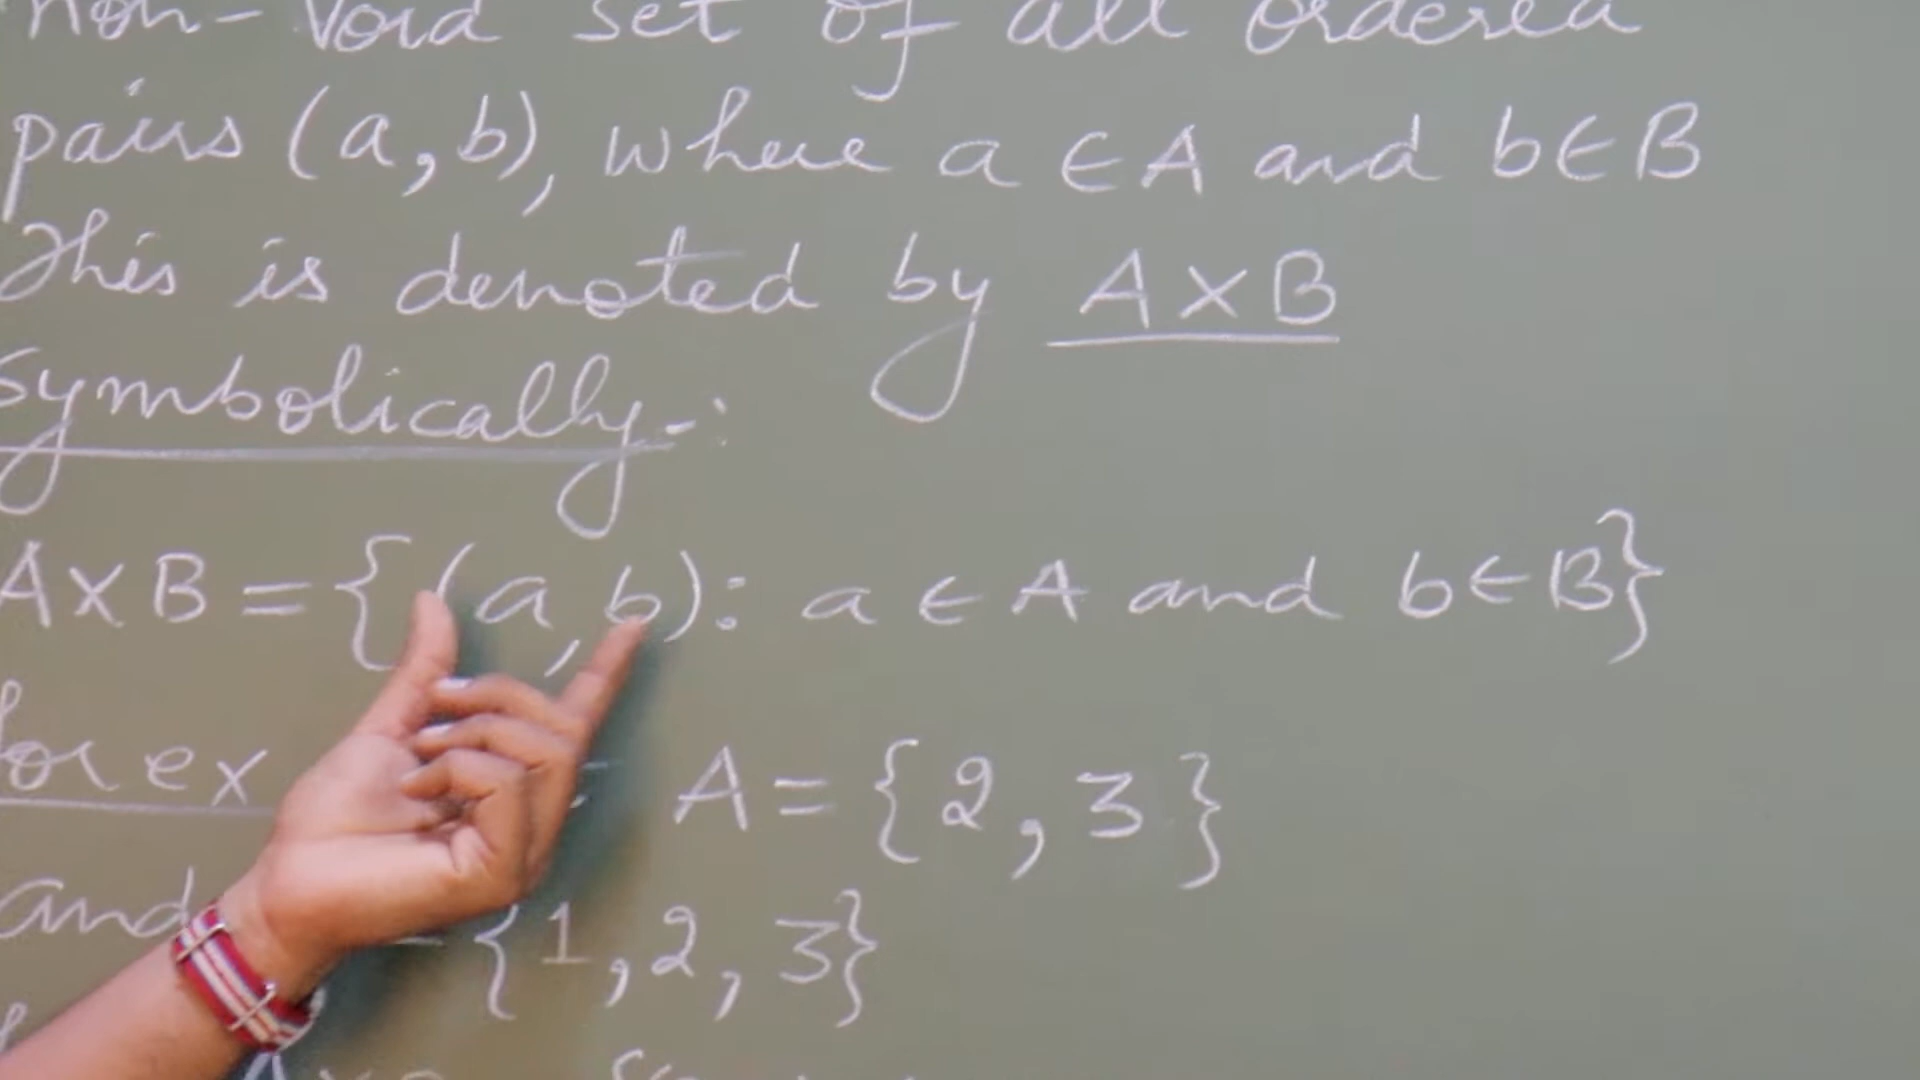 non-void set of all ordered
pairs (a,b), where a ∈ A and b ∈ B
This is denoted by A×B
Symbolically:-
A×B = {(a,b): a ∈ A and b ∈ B}
for ex A = {2, 3}
and = {1, 2, 3}